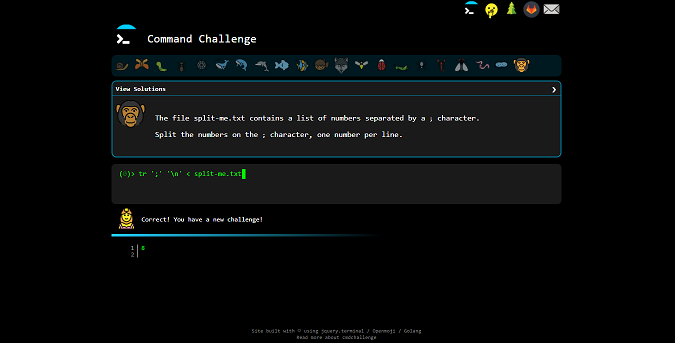 Command Challenge
View Solutions
The file split-me.txt contains a list of numbers separated by a ; character.
Split the numbers on the ; character, one number per line.
tr ';' '\n' < split-me.txt
Correct! You have a new challenge!
1 8
2
Site built with using jquery.terminal / Openmoji / Golang
Read more about cmdchallenge